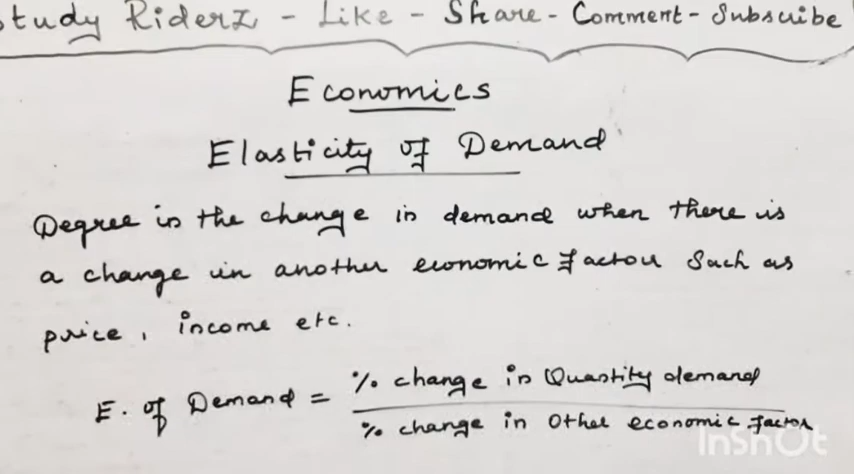 Study Riderz - Like - Share - Comment - Subscribe
Economics
Elasticity of Demand
Degree in the change in demand when there is
a change in another economic factor Such as
price, income etc.
E. of Demand = % change in Quantity demand
% change in Other economic factor
InShOt